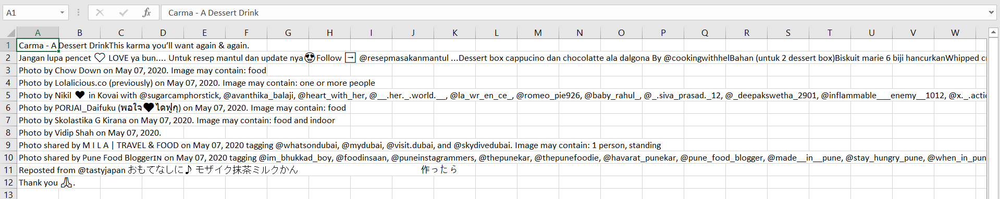 A1 fx Carma - A Dessert Drink
A B C D E F G H I J K L M N O P Q R S T U V W
1 Carma - A Dessert DrinkThis karma you’ll want again & again.
2 Jangan lupa pencet ♡ LOVE ya bun.... Untuk resep mantul dan update nya😍Follow ➡ @resepmasakanmantul ...Dessert box cappucino dan chocolatte ala dalgona By @cookingwithhelBahan (untuk 2 dessert box)Biskuit marie 6 biji hancurkanWhipped cr
3 Photo by Chow Down on May 07, 2020. Image may contain: food
4 Photo by Lolalicious.co (previously) on May 07, 2020. Image may contain: one or more people
5 Photo by Nikil ♥ in Kovai with @sugarcamphorstick, @avanthika_balaji, @heart_with_her, @__.her._.world.__, @la_wr_en_ce_, @romeo_pie926, @baby_rahul_, @_.siva_prasad._12, @_deepakswetha_2901, @inflammable___enemy__1012, @x._.actic
6 Photo by PORJAI_Daifuku (พอใจ♥ไดฟูกุ) on May 07, 2020. Image may contain: food
7 Photo by Skolastika G Kirana on May 07, 2020. Image may contain: food and indoor
8 Photo by Vidip Shah on May 07, 2020.
9 Photo shared by M I L A | TRAVEL & FOOD on May 07, 2020 tagging @whatsondubai, @mydubai, @visit.dubai, and @skydivedubai. Image may contain: 1 person, standing
10 Photo shared by Pune Food Bloggerɪɴ on May 07, 2020 tagging @im_bhukkad_boy, @foodinsaan, @puneinstagrammers, @thepunekar, @thepunefoodie, @havarat_punekar, @pune_food_blogger, @made__in__pune, @stay_hungry_pune, @when_in_pun
11 Reposted from @tastyjapan おもてなしに♪ モザイク抹茶ミルクかん 作ったら
12 Thank you 🙏.
13